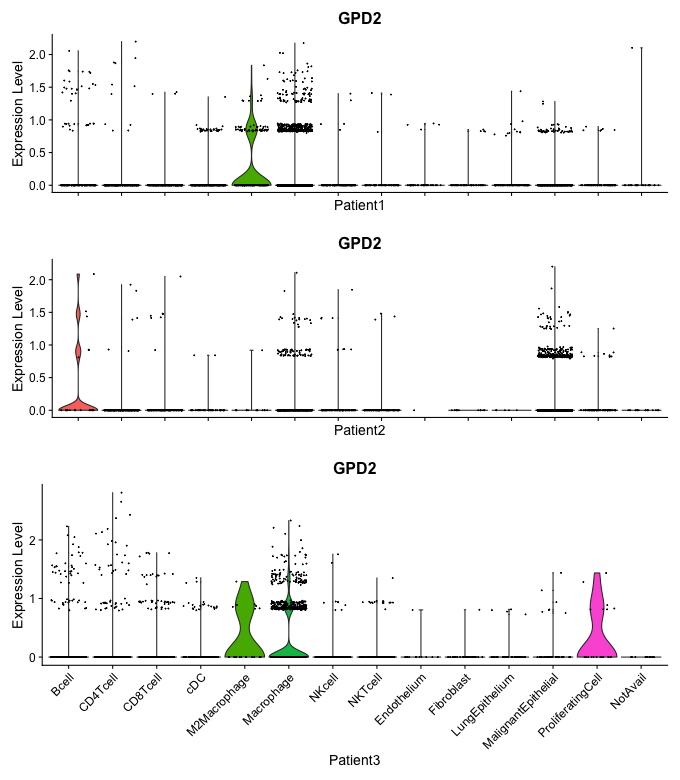 GPD2
Expression Level
2.0
1.5
1.0
0.5
0.0
Patient1
GPD2
Expression Level
2.0
1.5
1.0
0.5
0.0
Patient2
GPD2
Expression Level
2
1
0
Bcell
CD4Tcell
CD8Tcell
cDC
M2Macrophage
Macrophage
NKcell
NKTcell
Endothelium
Fibroblast
LungEpithelium
MalignantEpithelial
ProliferatingCell
NotAvail
Patient3